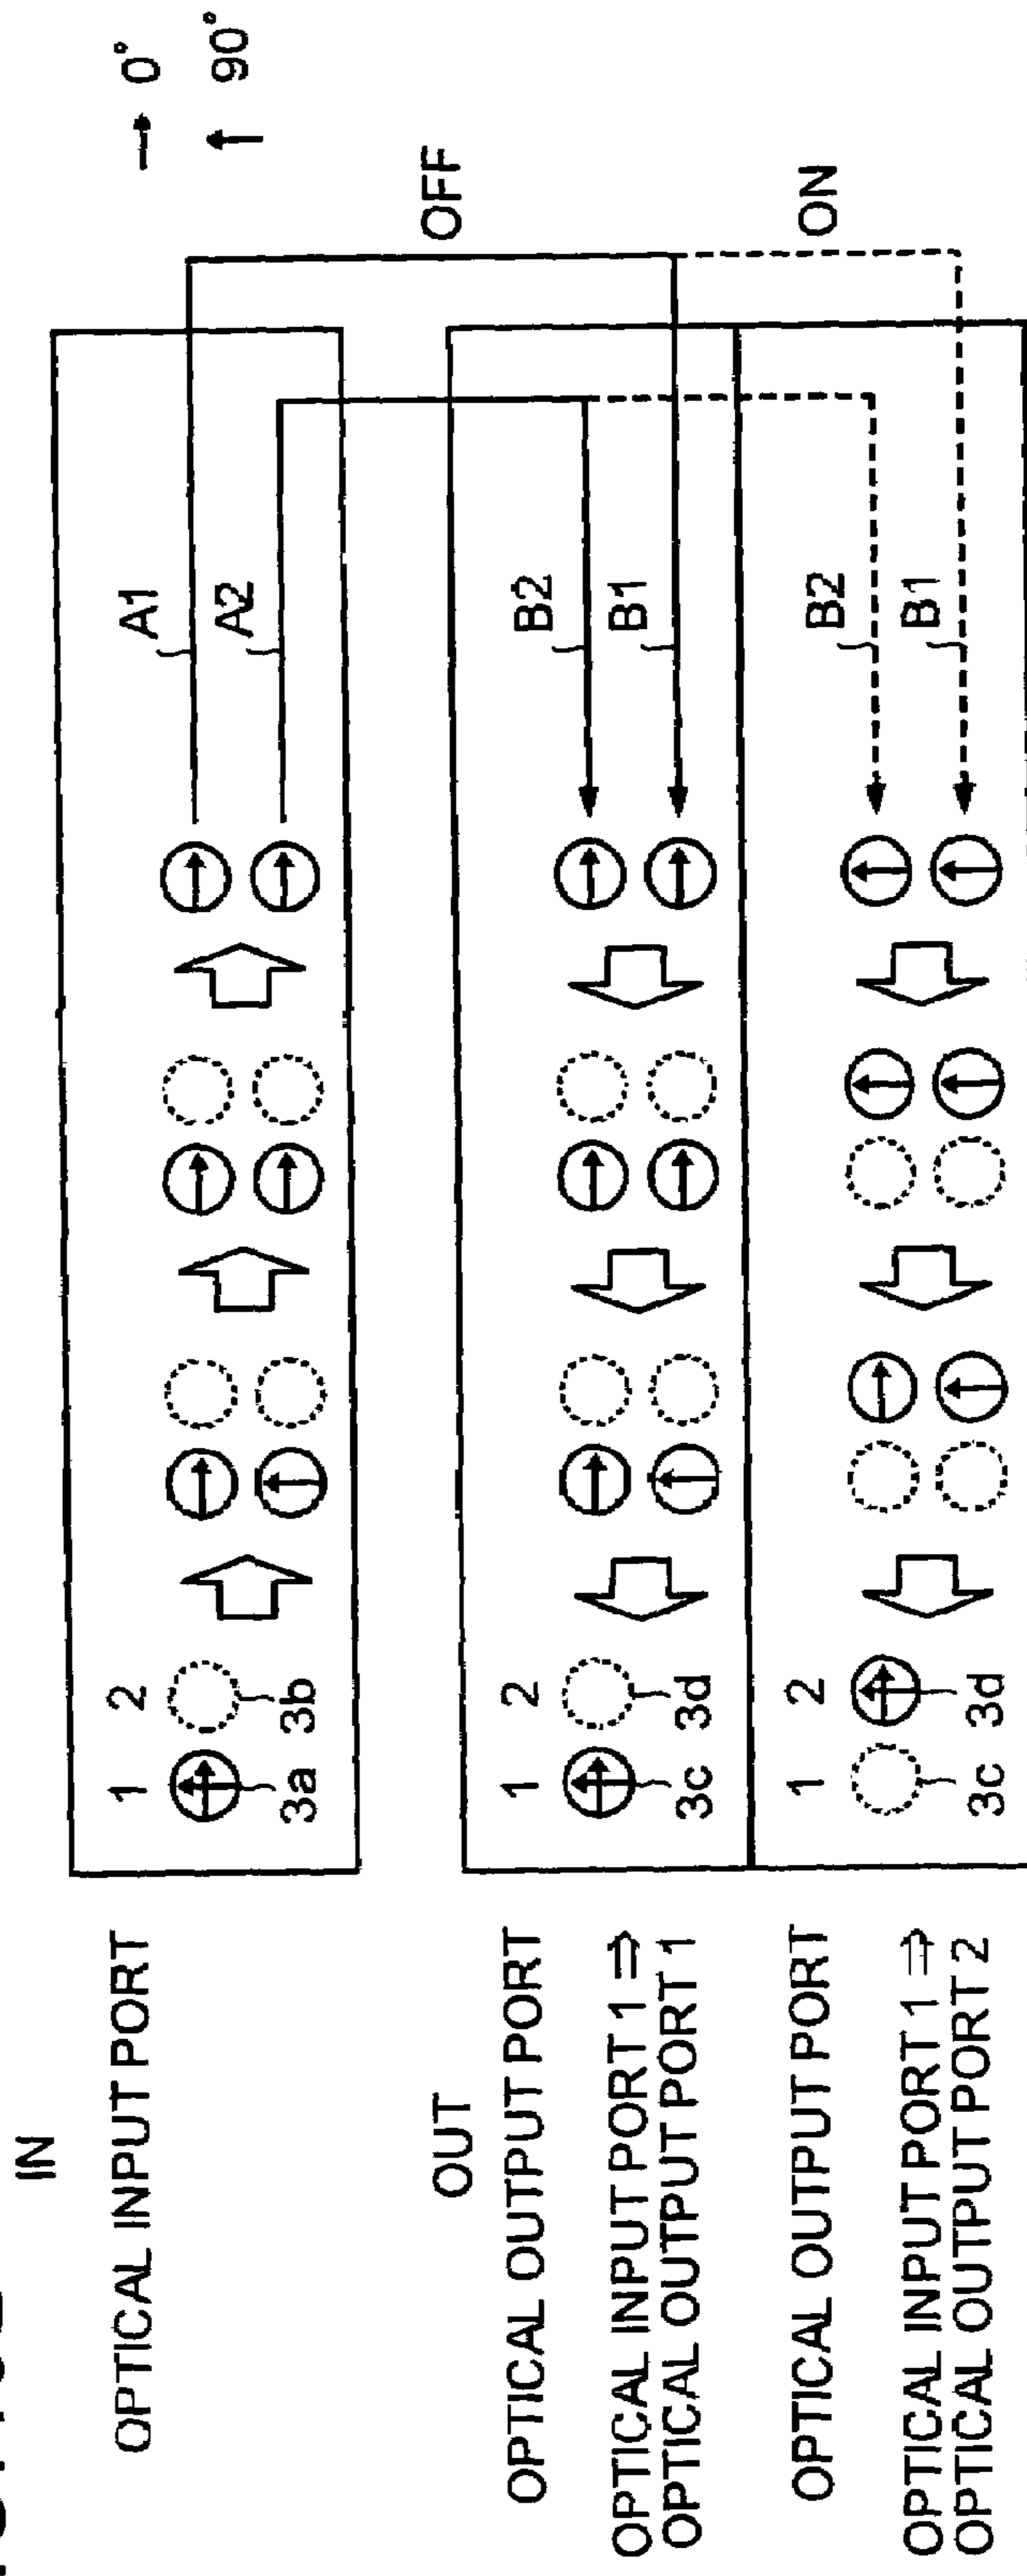 IN
OPTICAL INPUT PORT
1 2
3a 3b
A1
A2
→ 0°
↑ 90°
OFF
OUT
OPTICAL OUTPUT PORT
1 2
3c 3d
OPTICAL INPUT PORT 1 ⇒
OPTICAL OUTPUT PORT 1
B2
B1
ON
OPTICAL OUTPUT PORT
1 2
3c 3d
OPTICAL INPUT PORT 1 ⇒
OPTICAL OUTPUT PORT 2
B2
B1